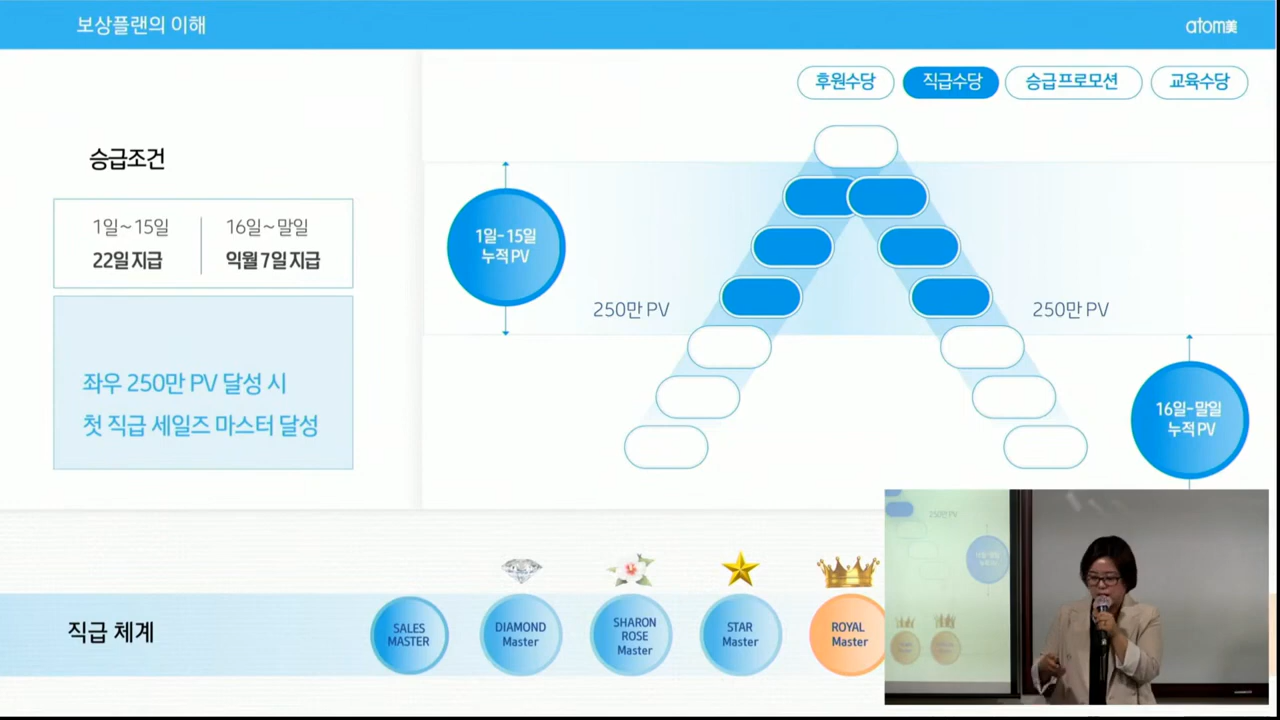 보상플랜의 이해
atom美
후원수당
직급수당
승급프로모션
교육수당
승급조건
1일~15일
22일 지급
16일~말일
익월 7일 지급
좌우 250만 PV 달성 시
첫 직급 세일즈 마스터 달성
1일-15일
누적 PV
250만 PV
250만 PV
16일-말일
누적 PV
직급 체계
SALES
MASTER
DIAMOND
Master
SHARON
ROSE
Master
STAR
Master
ROYAL
Master
250만 PV